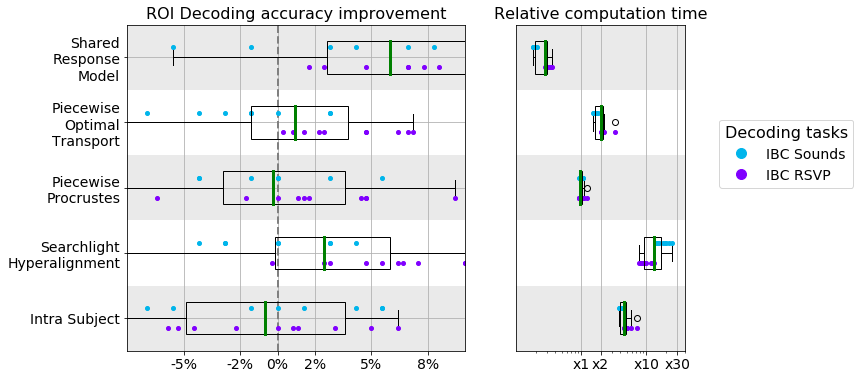 ROI Decoding accuracy improvement
Relative computation time
Shared
Response
Model
Piecewise
Optimal
Transport
Piecewise
Procrustes
Searchlight
Hyperalignment
Intra Subject
-5% -2% 0% 2% 5% 8%
x1 x2 x10 x30
Decoding tasks
IBC Sounds
IBC RSVP